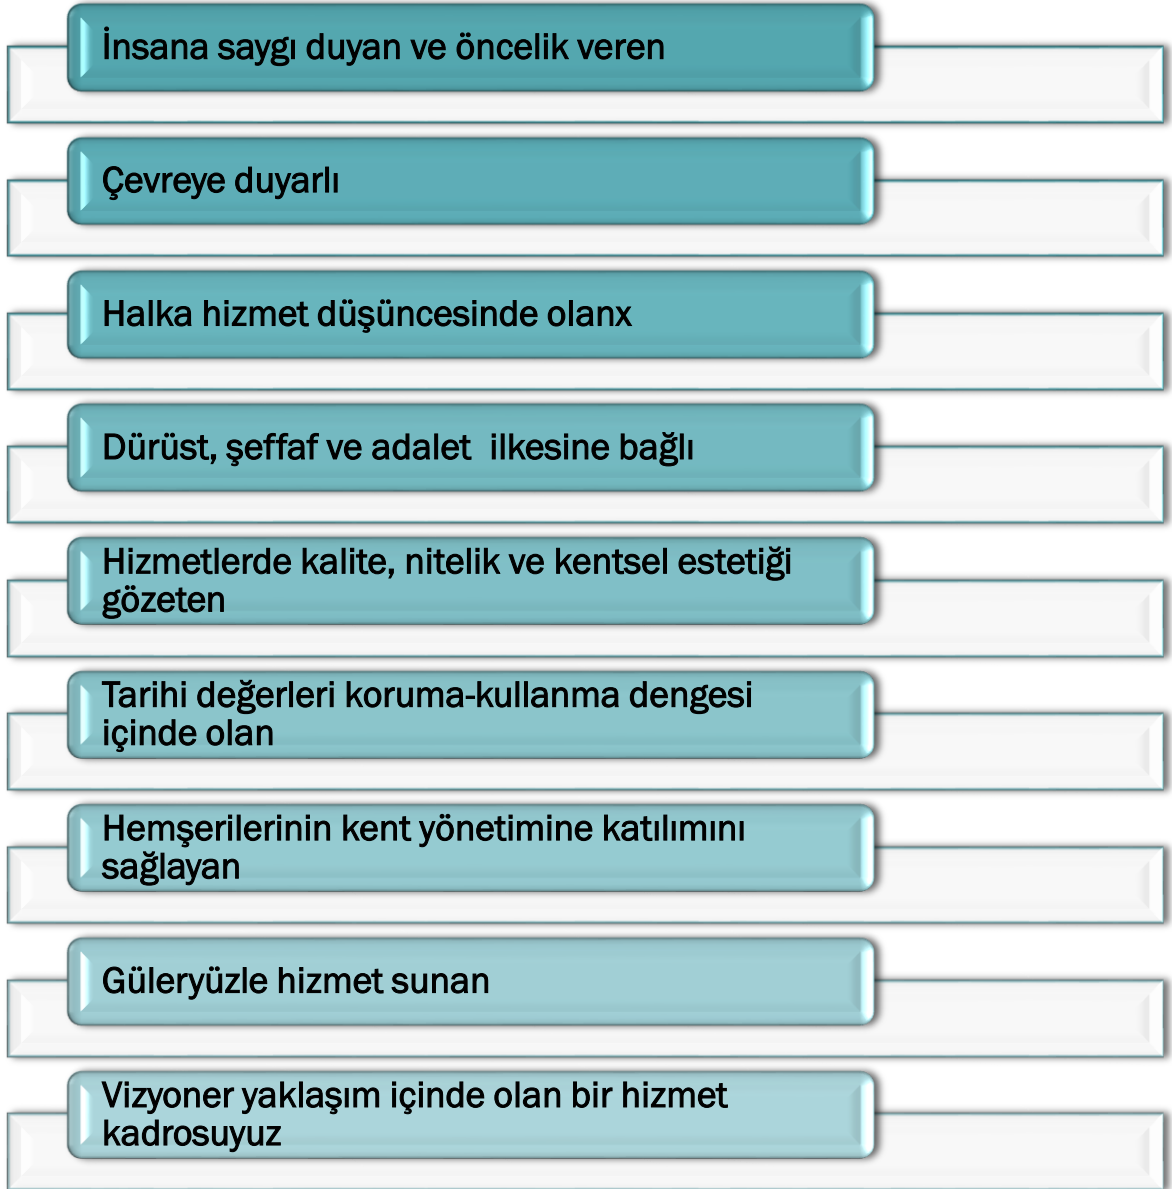 İnsana saygı duyan ve öncelik veren
Çevreye duyarlı
Halka hizmet düşüncesinde olanx
Dürüst, şeffaf ve adalet  ilkesine bağlı
Hizmetlerde kalite, nitelik ve kentsel estetiği
gözeten
Tarihi değerleri koruma-kullanma dengesi
içinde olan
Hemşerilerinin kent yönetimine katılımını
sağlayan
Güleryüzle hizmet sunan
Vizyoner yaklaşım içinde olan bir hizmet
kadrosuyuz